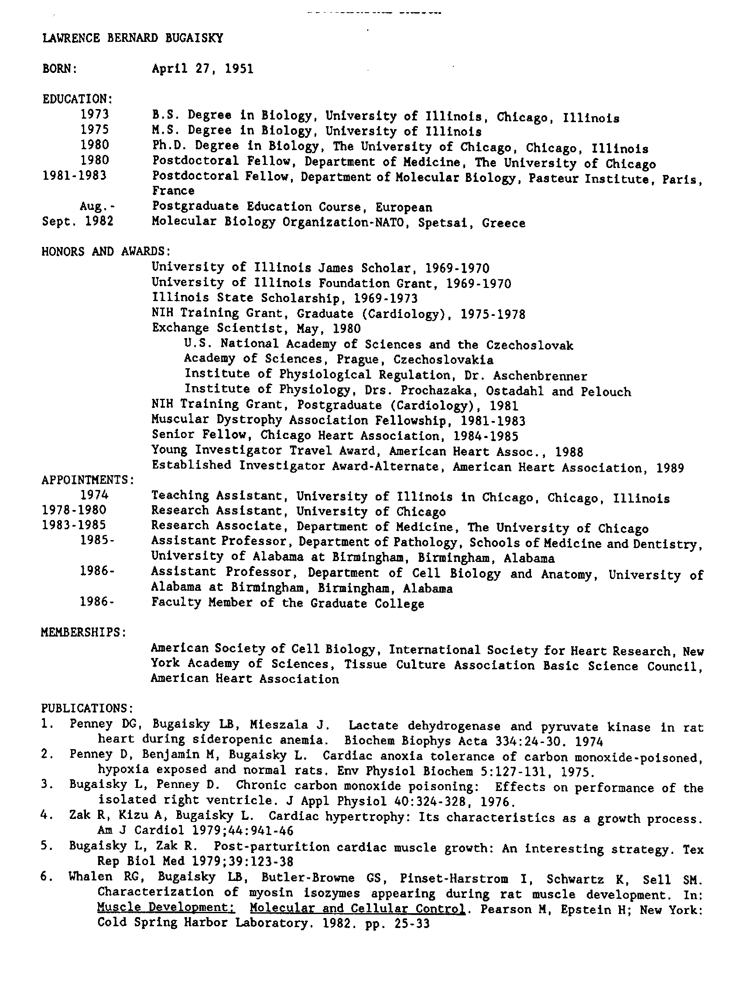 LAWRENCE BERNARD BUGAISKY
BORN: April 27, 1951
EDUCATION:
1973 B.S. Degree in Biology, University of Illinois, Chicago, Illinois
1975 M.S. Degree in Biology, University of Illinois
1980 Ph.D. Degree in Biology, The University of Chicago, Chicago, Illinois
1980 Postdoctoral Fellow, Department of Medicine, The University of Chicago
1981-1983 Postdoctoral Fellow, Department of Molecular Biology, Pasteur Institute, Paris,
France
Aug.- Postgraduate Education Course, European
Sept. 1982 Molecular Biology Organization-NATO, Spetsai, Greece
HONORS AND AWARDS:
University of Illinois James Scholar, 1969-1970
University of Illinois Foundation Grant, 1969-1970
Illinois State Scholarship, 1969-1973
NIH Training Grant, Graduate (Cardiology), 1975-1978
Exchange Scientist, May, 1980
U.S. National Academy of Sciences and the Czechoslovak
Academy of Sciences, Prague, Czechoslovakia
Institute of Physiological Regulation, Dr. Aschenbrenner
Institute of Physiology, Drs. Prochazaka, Ostadahl and Pelouch
NIH Training Grant, Postgraduate (Cardiology), 1981
Muscular Dystrophy Association Fellowship, 1981-1983
Senior Fellow, Chicago Heart Association, 1984-1985
Young Investigator Travel Award, American Heart Assoc., 1988
Established Investigator Award-Alternate, American Heart Association, 1989
APPOINTMENTS:
1974 Teaching Assistant, University of Illinois in Chicago, Chicago, Illinois
1978-1980 Research Assistant, University of Chicago
1983-1985 Research Associate, Department of Medicine, The University of Chicago
1985- Assistant Professor, Department of Pathology, Schools of Medicine and Dentistry,
University of Alabama at Birmingham, Birmingham, Alabama
1986- Assistant Professor, Department of Cell Biology and Anatomy, University of
Alabama at Birmingham, Birmingham, Alabama
1986- Faculty Member of the Graduate College
MEMBERSHIPS:
American Society of Cell Biology, International Society for Heart Research, New
York Academy of Sciences, Tissue Culture Association Basic Science Council,
American Heart Association
PUBLICATIONS:
1. Penney DG, Bugaisky LB, Mieszala J. Lactate dehydrogenase and pyruvate kinase in rat
heart during sideropenic anemia. Biochem Biophys Acta 334:24-30. 1974
2. Penney D, Benjamin M, Bugaisky L. Cardiac anoxia tolerance of carbon monoxide-poisoned,
hypoxia exposed and normal rats. Env Physiol Biochem 5:127-131, 1975.
3. Bugaisky L, Penney D. Chronic carbon monoxide poisoning: Effects on performance of the
isolated right ventricle. J Appl Physiol 40:324-328, 1976.
4. Zak R, Kizu A, Bugaisky L. Cardiac hypertrophy: Its characteristics as a growth process.
Am J Cardiol 1979;44:941-46
5. Bugaisky L, Zak R. Post-parturition cardiac muscle growth: An interesting strategy. Tex
Rep Biol Med 1979;39:123-38
6. Whalen RG, Bugaisky LB, Butler-Browne GS, Pinset-Harstrom I, Schwartz K, Sell SM.
Characterization of myosin isozymes appearing during rat muscle development. In:
Muscle Development: Molecular and Cellular Control. Pearson M, Epstein H; New York:
Cold Spring Harbor Laboratory. 1982. pp. 25-33